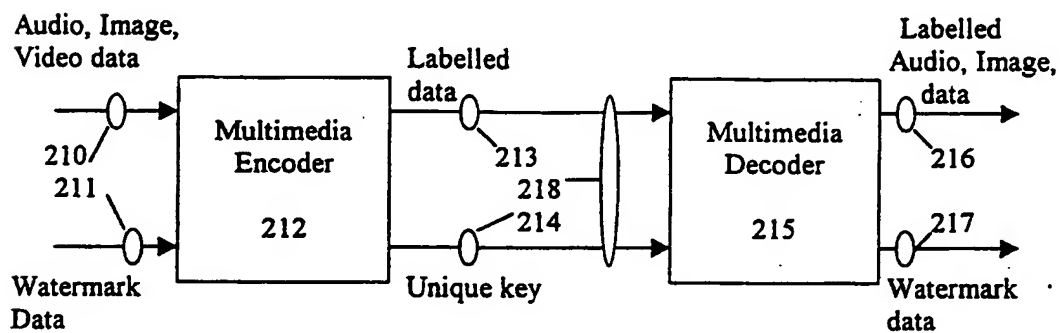 Audio, Image,
Video data
210
211
Watermark
Data
Multimedia
Encoder
212
Labelled
data
213
218
214
Unique key
Multimedia
Decoder
215
Labelled
Audio, Image,
data
216
217
Watermark
data